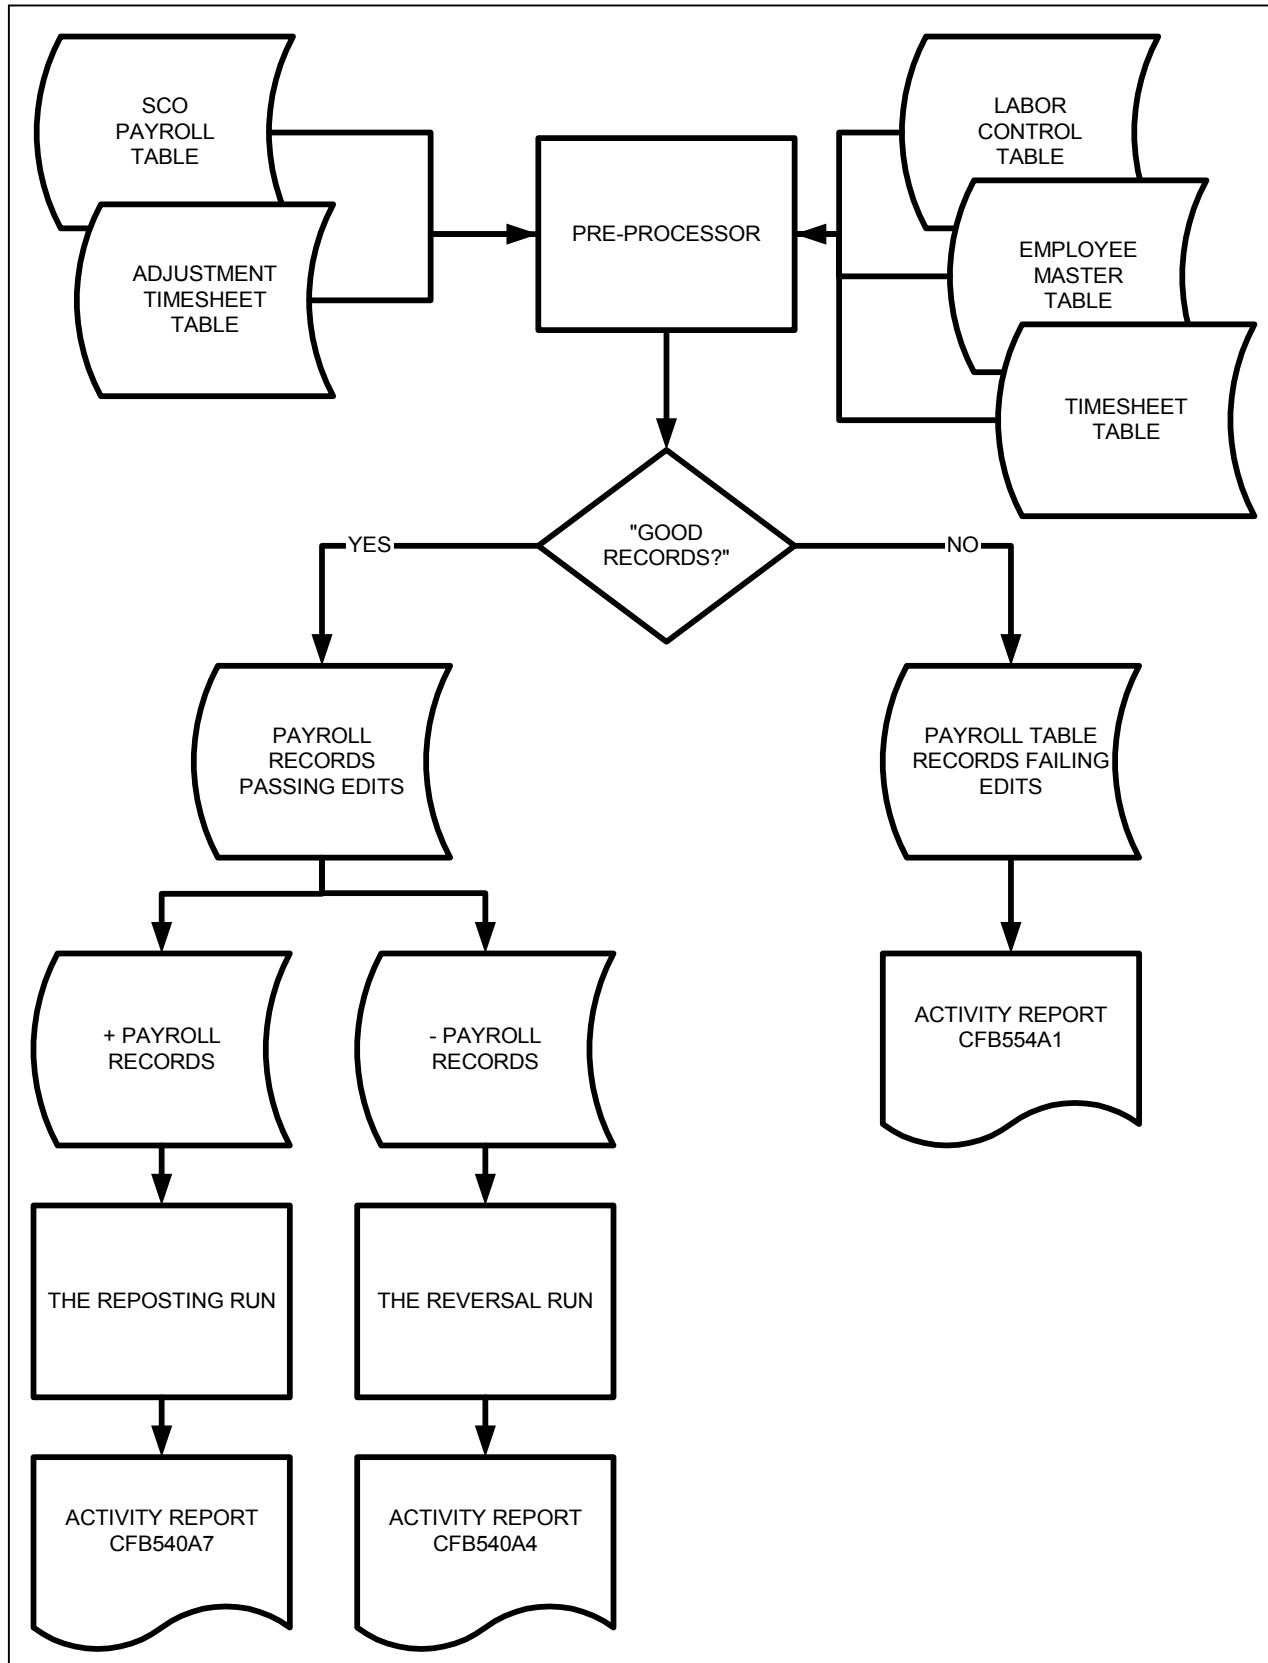 SCO
PAYROLL
TABLE
ADJUSTMENT
TIMESHEET
TABLE
PRE-PROCESSOR
LABOR
CONTROL
TABLE
EMPLOYEE
MASTER
TABLE
TIMESHEET
TABLE
"GOOD
RECORDS?"
YES
NO
PAYROLL
RECORDS
PASSING EDITS
PAYROLL TABLE
RECORDS FAILING
EDITS
+ PAYROLL
RECORDS
- PAYROLL
RECORDS
ACTIVITY REPORT
CFB554A1
THE REPOSTING RUN
THE REVERSAL RUN
ACTIVITY REPORT
CFB540A7
ACTIVITY REPORT
CFB540A4